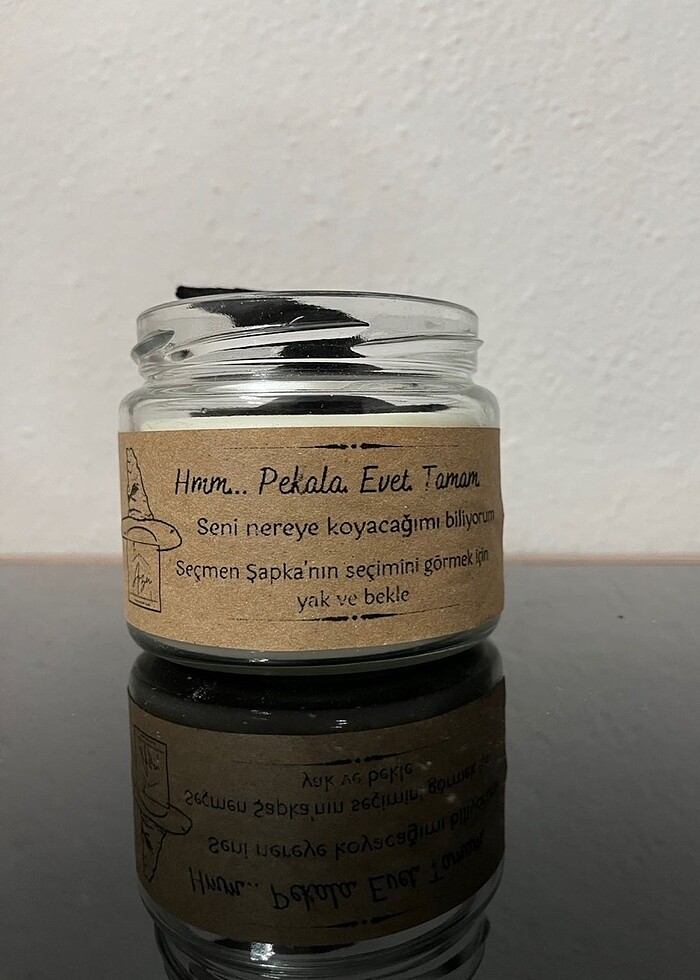 Hmm.. Pekala. Evet. Tamam
Seni nereye koyacağımı biliyorum
Seçmen Şapka'nın seçimini görmek için
yak ve bekle